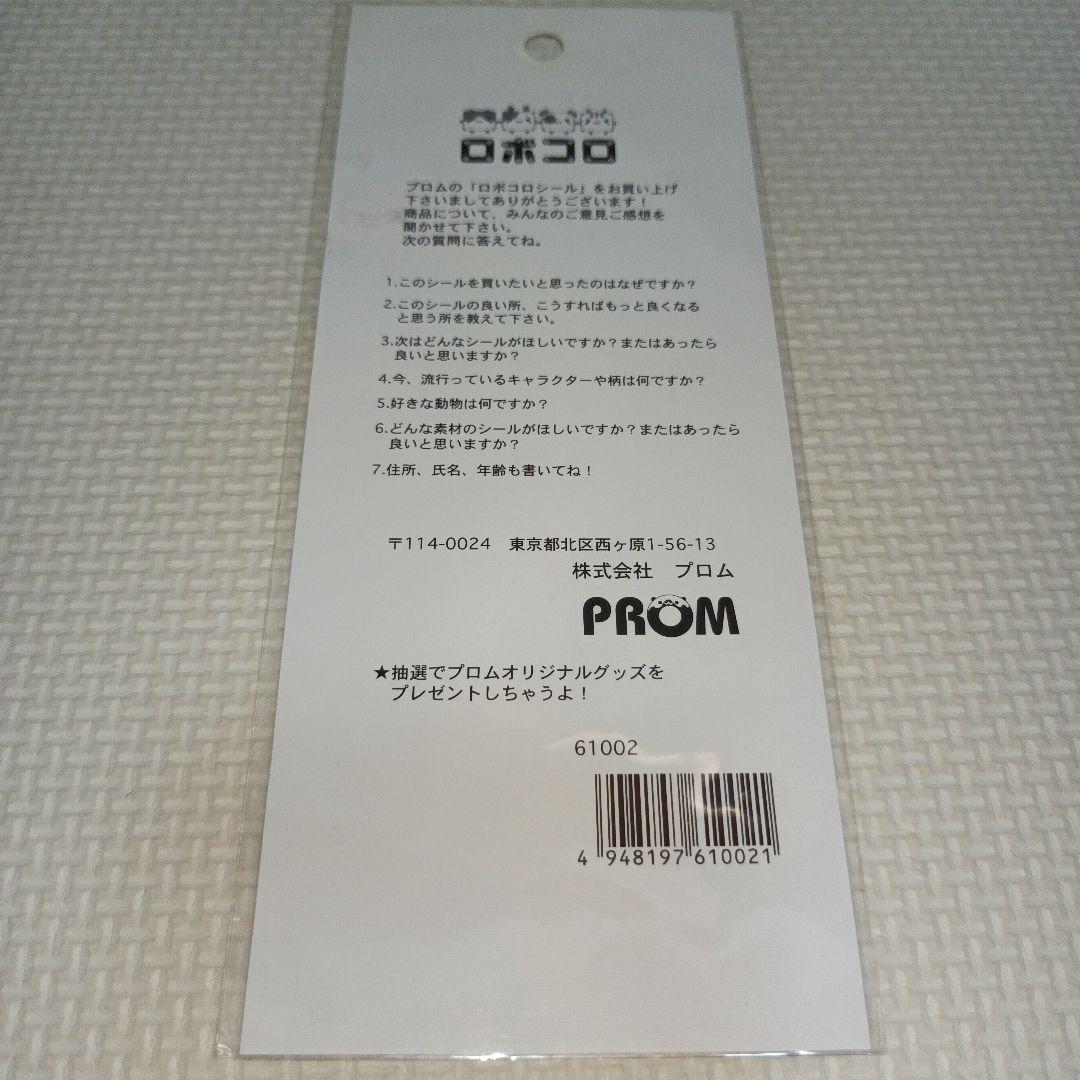 ロボコロ
プロムの「ロボコロシール」をお買い上げ
下さいましてありがとうございます！
商品について、みんなのご意見ご感想を
聞かせて下さい。
次の質問に答えてね。
1.このシールを買いたいと思ったのはなぜですか？
2.このシールの良い所、こうすればもっと良くなる
と思う所を教えて下さい。
3.次はどんなシールがほしいですか？またはあったら
良いと思いますか？
4.今、流行っているキャラクターや柄は何ですか？
5.好きな動物は何ですか？
6.どんな素材のシールがほしいですか？またはあったら
良いと思いますか？
7.住所、氏名、年齢も書いてね！
〒114-0024　東京都北区西ヶ原1-56-13
株式会社　プロム
PROM
★抽選でプロムオリジナルグッズを
プレゼントしちゃうよ！
61002
4 948197 610021